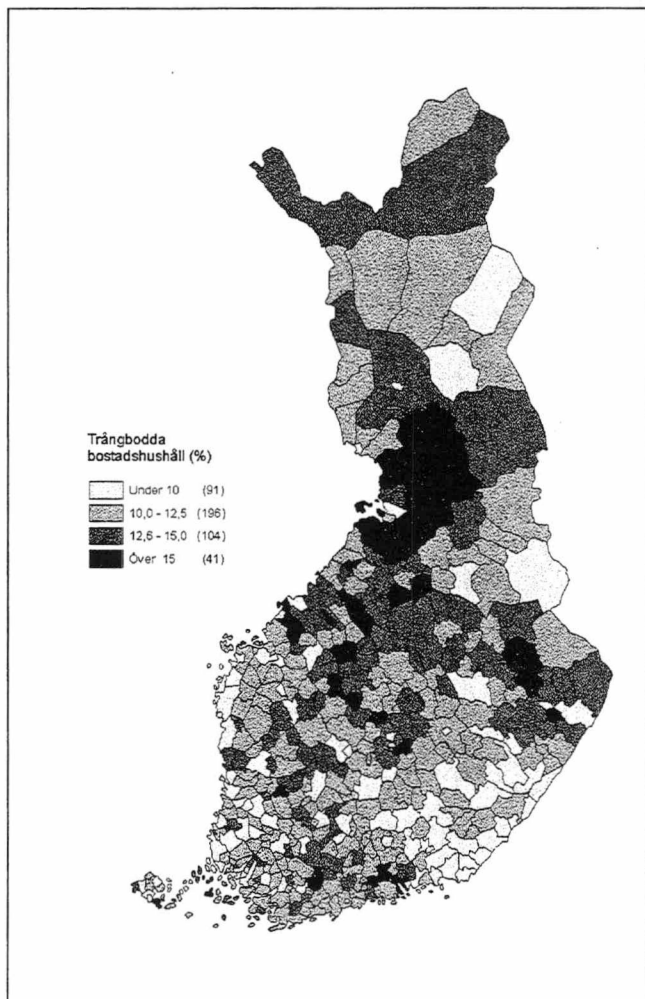 Trångbodda
bostadshushåll (%)
Under 10 (91)
10,0 - 12,5 (196)
12,6 - 15,0 (104)
Över 15 (41)